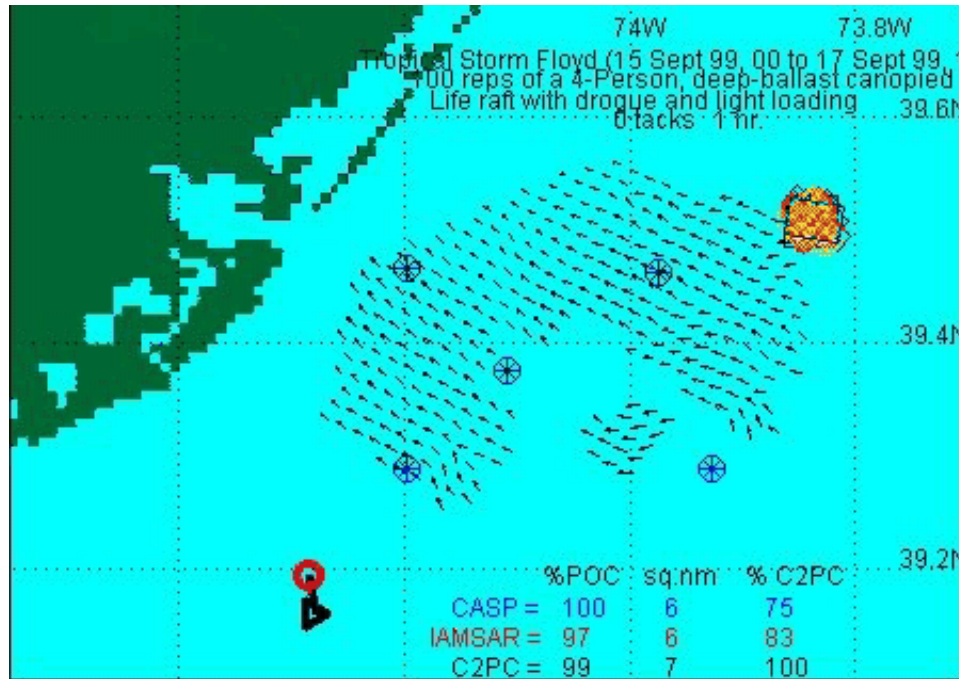 74W 73.8W
Tropical Storm Floyd (15 Sept 99, 00 to 17 Sept 99,
100 reps of a 4-Person, deep-ballast canopied
Life raft with drogue and light loading
39.6N
0 tacks 1 hr.
39.4N
39.2N
%POC sq.nm % C2PC
CASP = 100 6 75
IAMSAR = 97 6 83
C2PC = 99 7 100